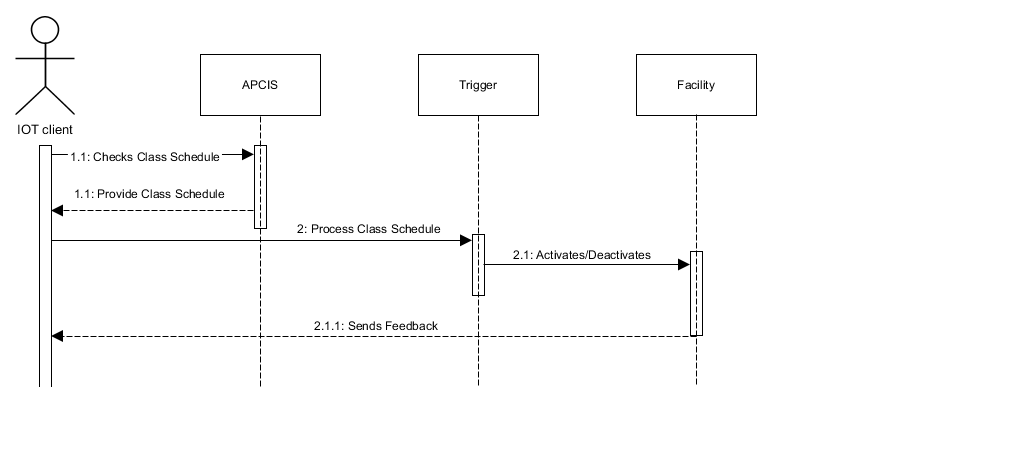 APCIS
Trigger
Facility
IOT client
1.1: Checks Class Schedule
1.1: Provide Class Schedule
2: Process Class Schedule
2.1: Activates/Deactivates
2.1.1: Sends Feedback